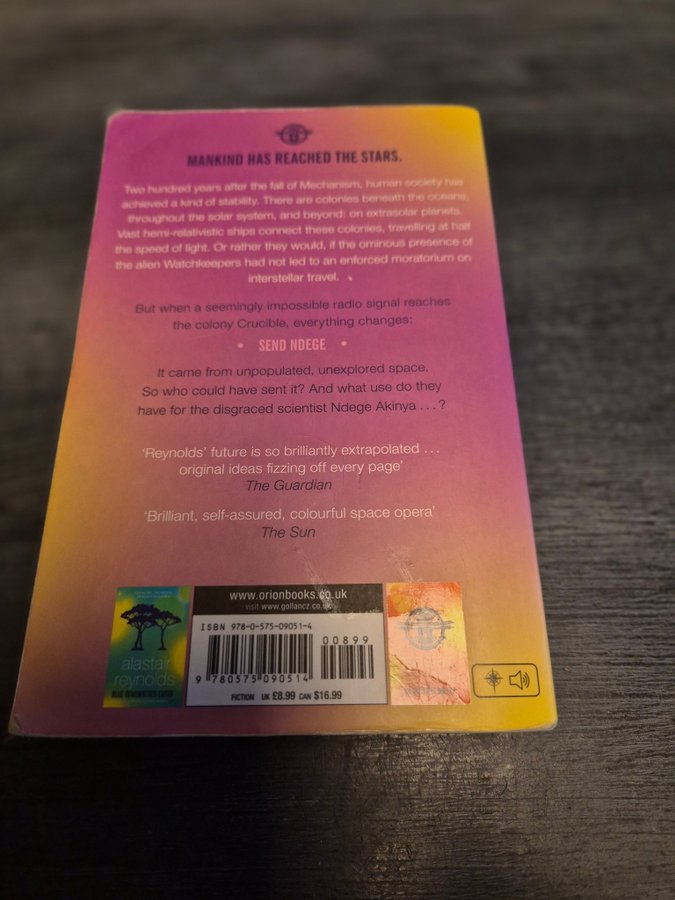 MANKIND HAS REACHED THE STARS.
Two hundred years after the fall of Mechanism, human society has
achieved a kind of stability. There are colonies beneath the oceans,
throughout the solar system, and beyond: on extrasolar planets.
Vast hemi-relativistic ships connect these colonies, travelling at half
the speed of light. Or rather they would, if the ominous presence of
the alien Watchkeepers had not led to an enforced moratorium on
interstellar travel.
But when a seemingly impossible radio signal reaches
the colony Crucible, everything changes:
• SEND NDEGE •
It came from unpopulated, unexplored space.
So who could have sent it? And what use do they
have for the disgraced scientist Ndege Akinya . . . ?
‘Reynolds’ future is so brilliantly extrapolated . . .
original ideas fizzing off every page’
The Guardian
‘Brilliant, self-assured, colourful space opera’
The Sun
alastair
reynolds
BLUE REMEMBERED EARTH
www.orionbooks.co.uk
visit www.gollancz.co.uk
ISBN 978-0-575-09051-4
00899
9 780575 090514
FICTION UK £8.99 CAN $16.99